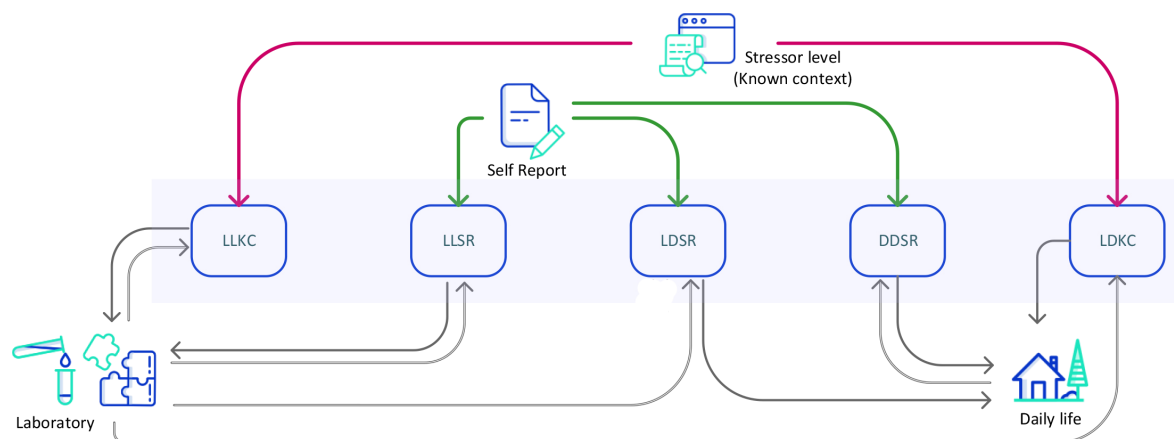 Stressor level
(Known context)
Self Report
LLKC
LLSR
LDSR
DDSR
LDKC
Laboratory
Daily life